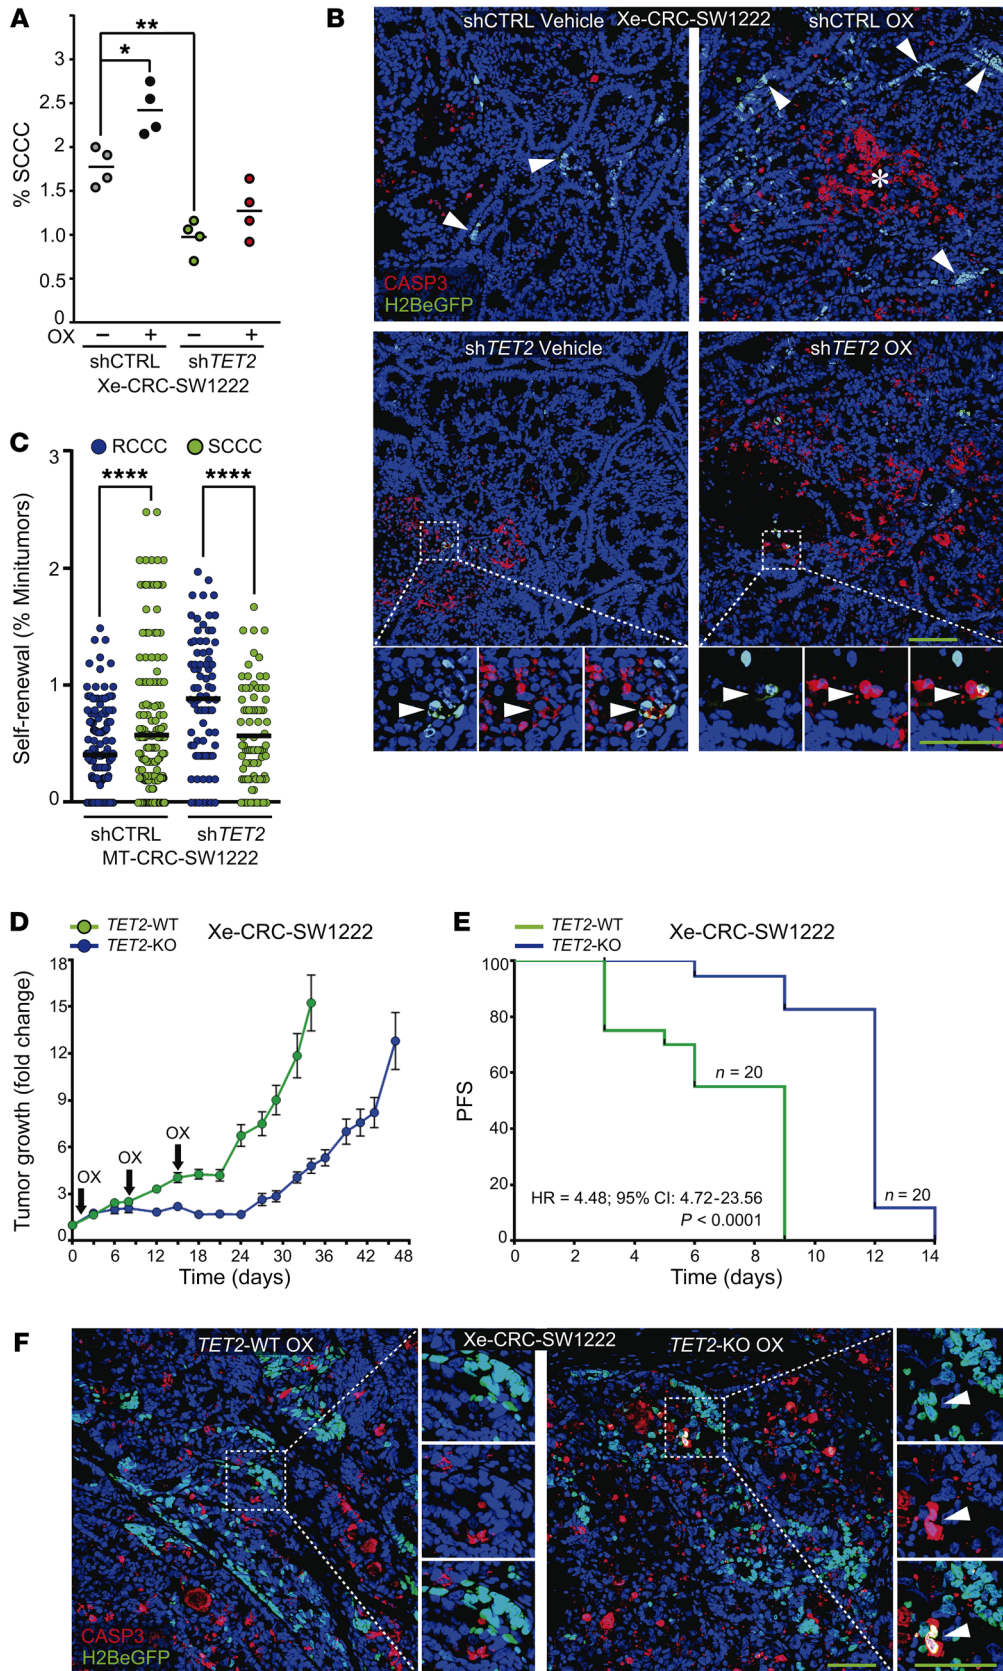 A
% SCCC
3
2.5
2
1.5
1.0
0.5
0
**
*
OX − + − +
shCTRL shTET2
Xe-CRC-SW1222
B
shCTRL Vehicle Xe-CRC-SW1222 shCTRL OX
*
CASP3
H2BeGFP
shTET2 Vehicle shTET2 OX
C
RCCC SCCC
Self-renewal (% Minitumors)
3
2
1
0
**** ****
shCTRL shTET2
MT-CRC-SW1222
D
TET2-WT
TET2-KO
Xe-CRC-SW1222
Tumor growth (fold change)
18
15
12
9
6
3
0
OX
OX
OX
0 6 12 18 24 30 36 42 48
Time (days)
E
TET2-WT
TET2-KO
Xe-CRC-SW1222
PFS
100
80
60
40
20
0
n = 20
n = 20
HR = 4.48; 95% CI: 4.72-23.56
P < 0.0001
0 2 4 6 8 10 12 14
Time (days)
F
TET2-WT OX Xe-CRC-SW1222 TET2-KO OX
CASP3
H2BeGFP